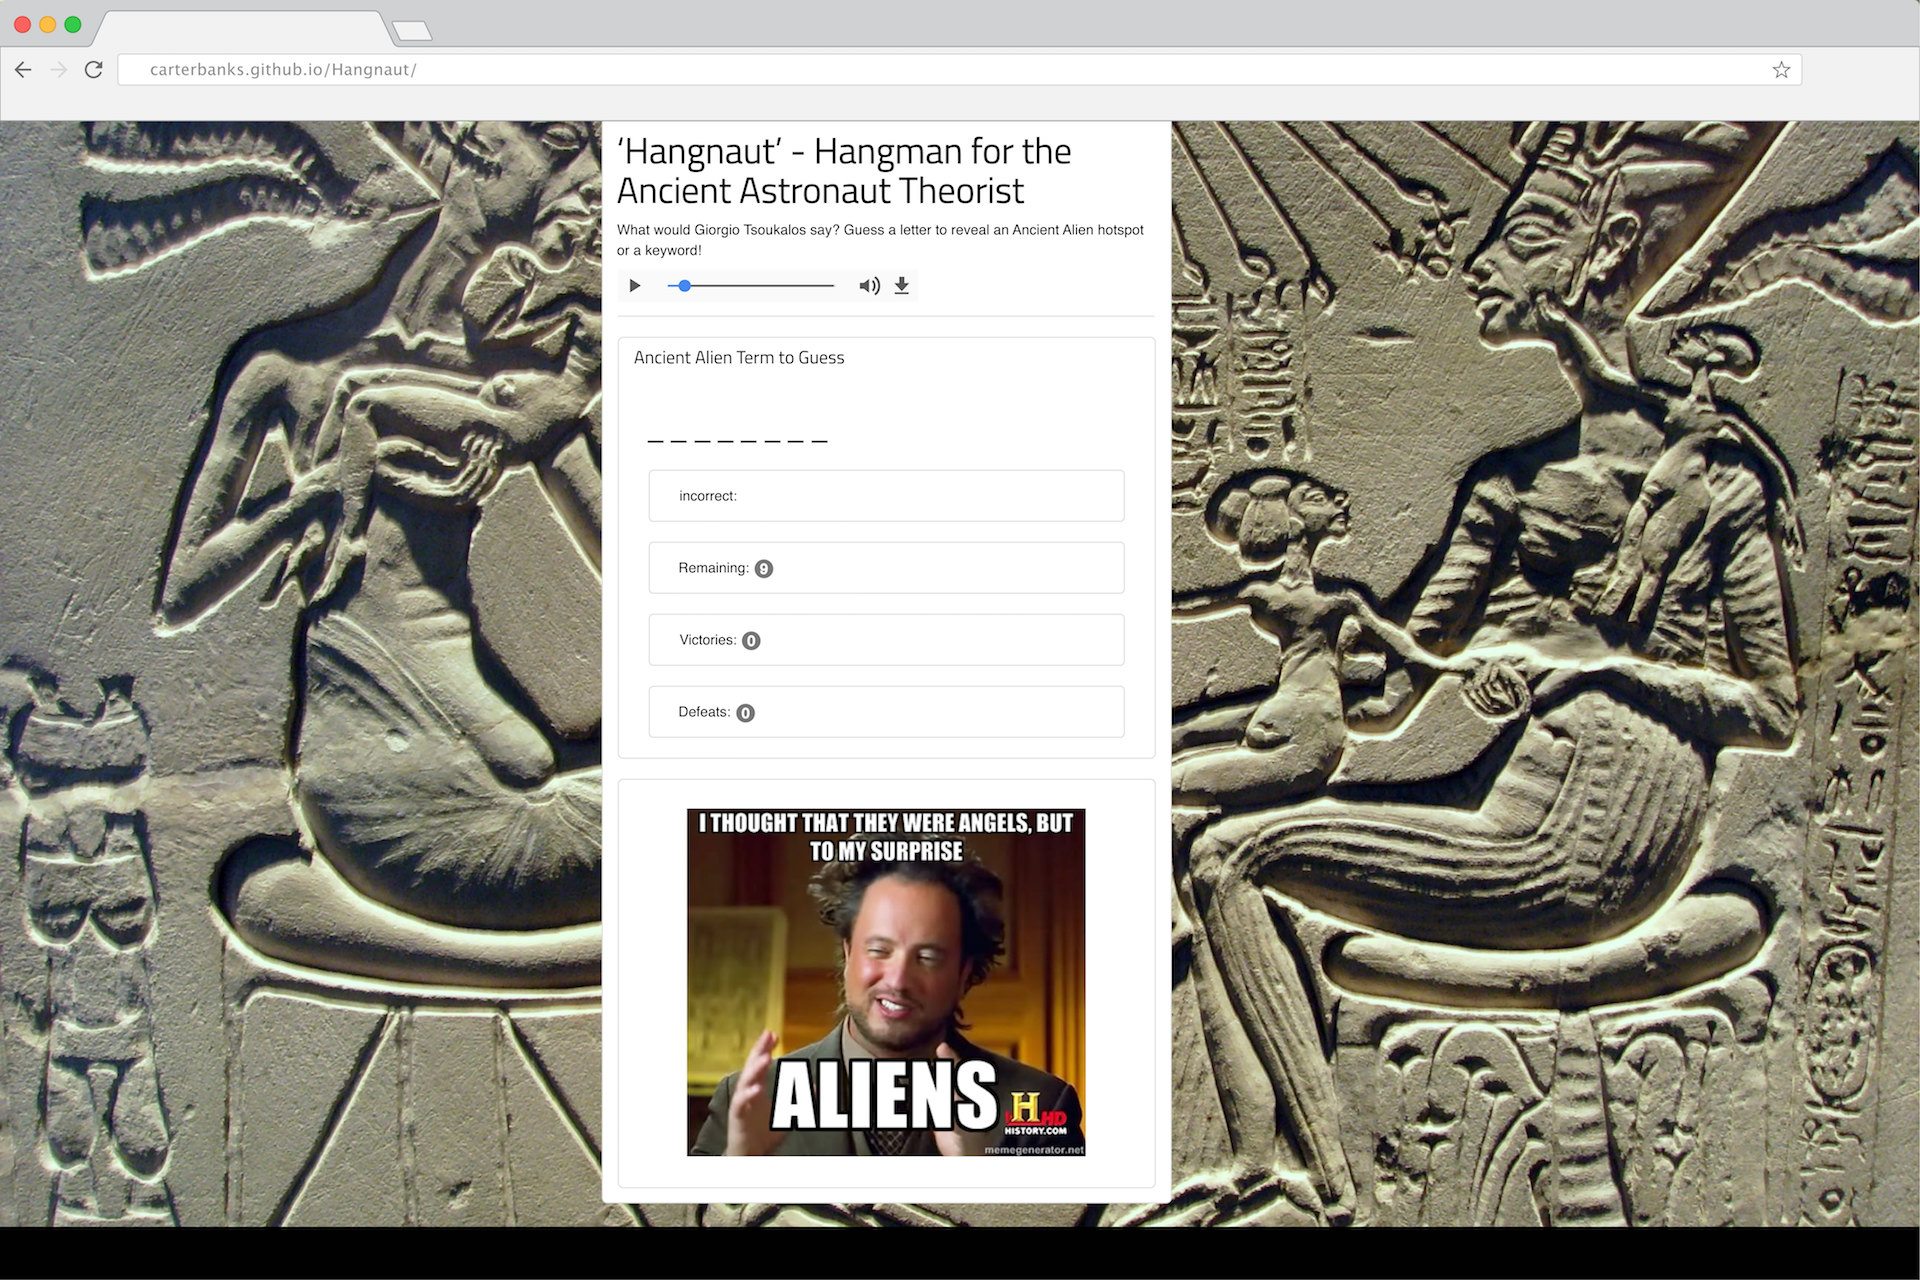 carterbanks.github.io/Hangnaut/
‘Hangnaut’ - Hangman for the
Ancient Astronaut Theorist
What would Giorgio Tsoukalos say? Guess a letter to reveal an Ancient Alien hotspot
or a keyword!
Ancient Alien Term to Guess
_ _ _ _ _ _ _ _
incorrect:
Remaining: 9
Victories: 0
Defeats: 0
I THOUGHT THAT THEY WERE ANGELS, BUT
TO MY SURPRISE
ALIENS
H HD
HISTORY.COM
memegenerator.net